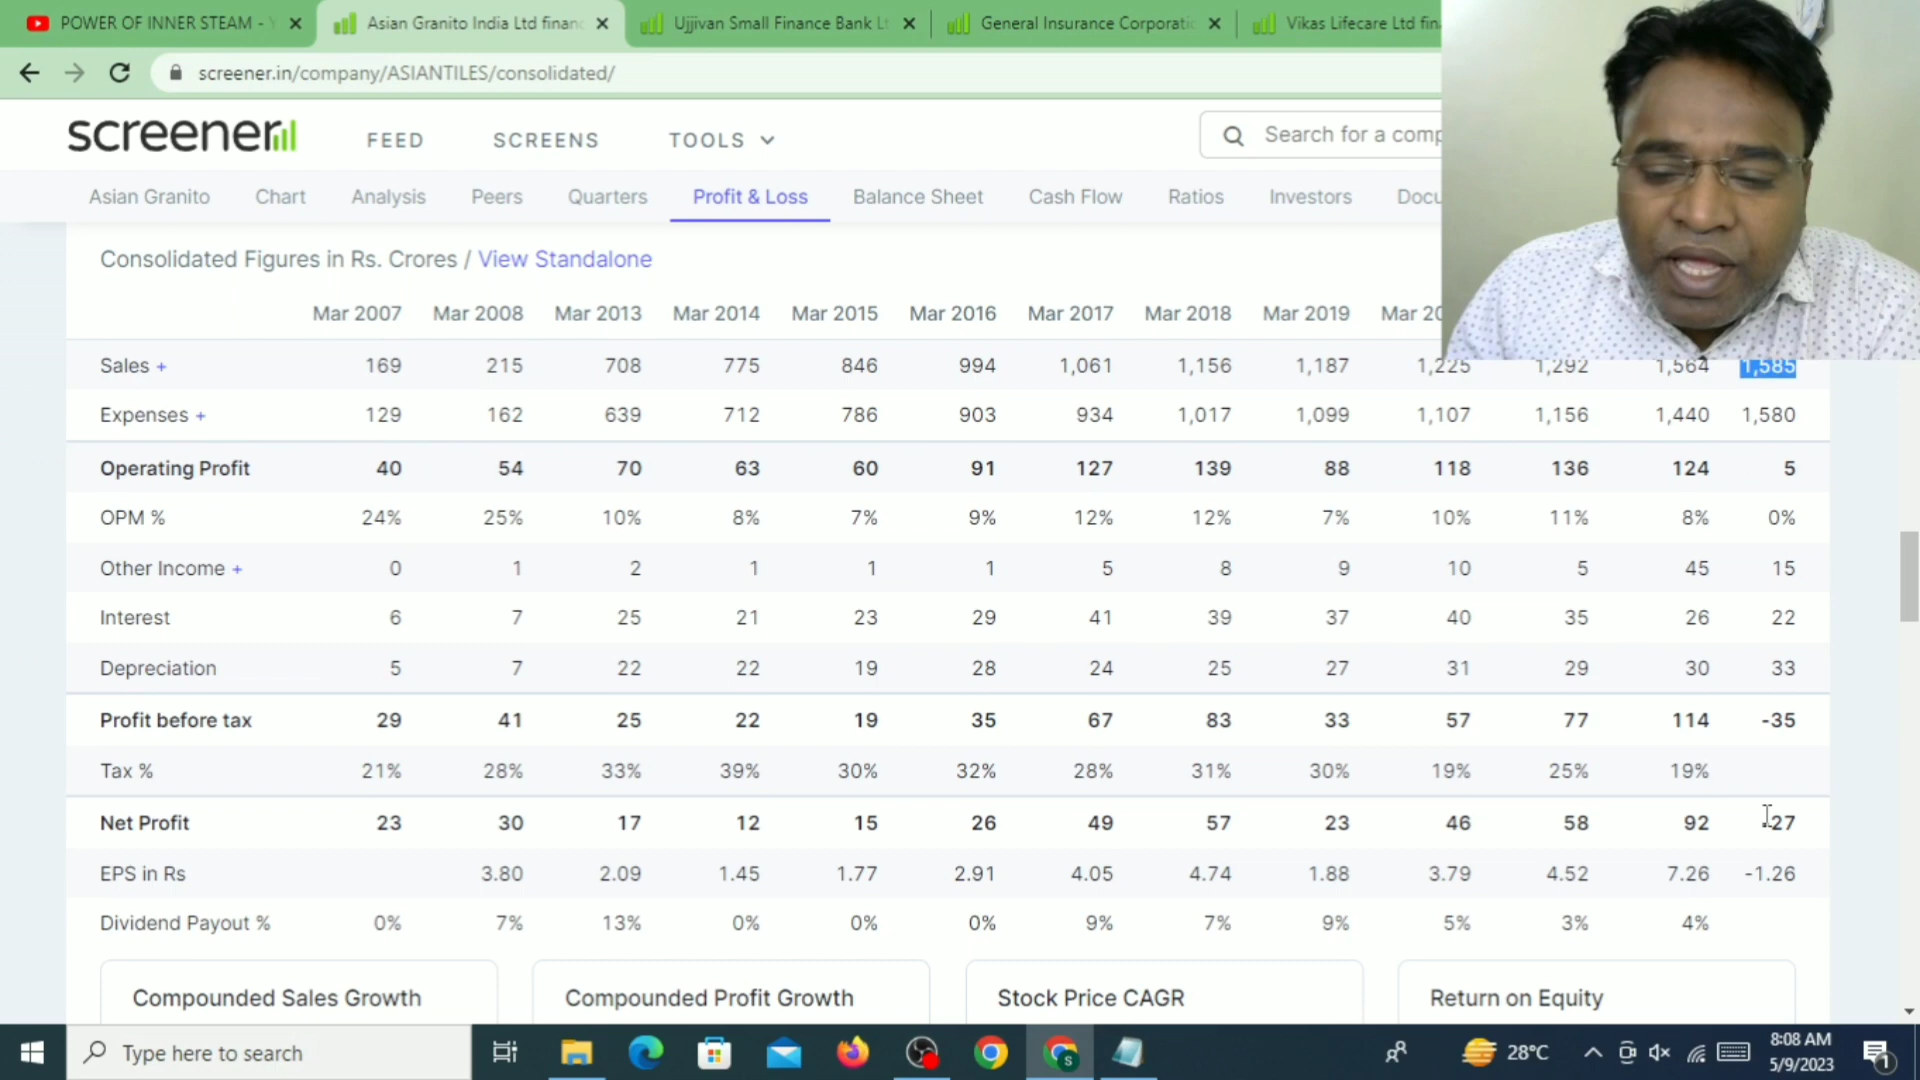 POWER OF INNER STEAM - Y
Asian Granito India Ltd financ
Ujjivan Small Finance Bank Lt
General Insurance Corporatic
Vikas Lifecare Ltd fin
screener.in/company/ASIANTILES/consolidated/
screener
FEED SCREENS TOOLS
Search for a comp
Asian Granito Chart Analysis Peers Quarters Profit & Loss Balance Sheet Cash Flow Ratios Investors Docu
Consolidated Figures in Rs. Crores / View Standalone
Mar 2007 Mar 2008 Mar 2013 Mar 2014 Mar 2015 Mar 2016 Mar 2017 Mar 2018 Mar 2019 Mar 20
Sales + 169 215 708 775 846 994 1,061 1,156 1,187 1,225 1,292 1,564 1,585
Expenses + 129 162 639 712 786 903 934 1,017 1,099 1,107 1,156 1,440 1,580
Operating Profit 40 54 70 63 60 91 127 139 88 118 136 124 5
OPM % 24% 25% 10% 8% 7% 9% 12% 12% 7% 10% 11% 8% 0%
Other Income + 0 1 2 1 1 1 5 8 9 10 5 45 15
Interest 6 7 25 21 23 29 41 39 37 40 35 26 22
Depreciation 5 7 22 22 19 28 24 25 27 31 29 30 33
Profit before tax 29 41 25 22 19 35 67 83 33 57 77 114 -35
Tax % 21% 28% 33% 39% 30% 32% 28% 31% 30% 19% 25% 19%
Net Profit 23 30 17 12 15 26 49 57 23 46 58 92 -27
EPS in Rs 3.80 2.09 1.45 1.77 2.91 4.05 4.74 1.88 3.79 4.52 7.26 -1.26
Dividend Payout % 0% 7% 13% 0% 0% 0% 9% 7% 9% 5% 3% 4%
Compounded Sales Growth
Compounded Profit Growth
Stock Price CAGR
Return on Equity
Type here to search
S
28°C
8:08 AM
5/9/2023
1